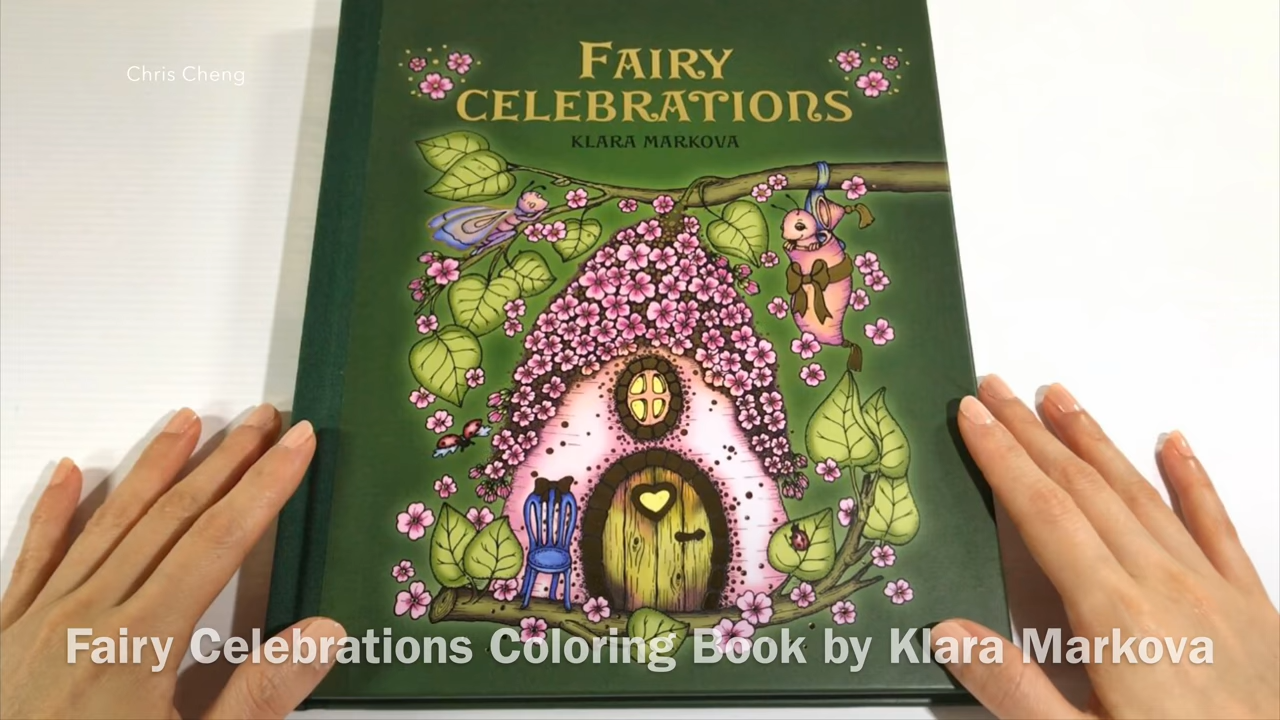 Chris Cheng
FAIRY
CELEBRATIONS
KLARA MARKOVA
Fairy Celebrations Coloring Book by Klara Markova